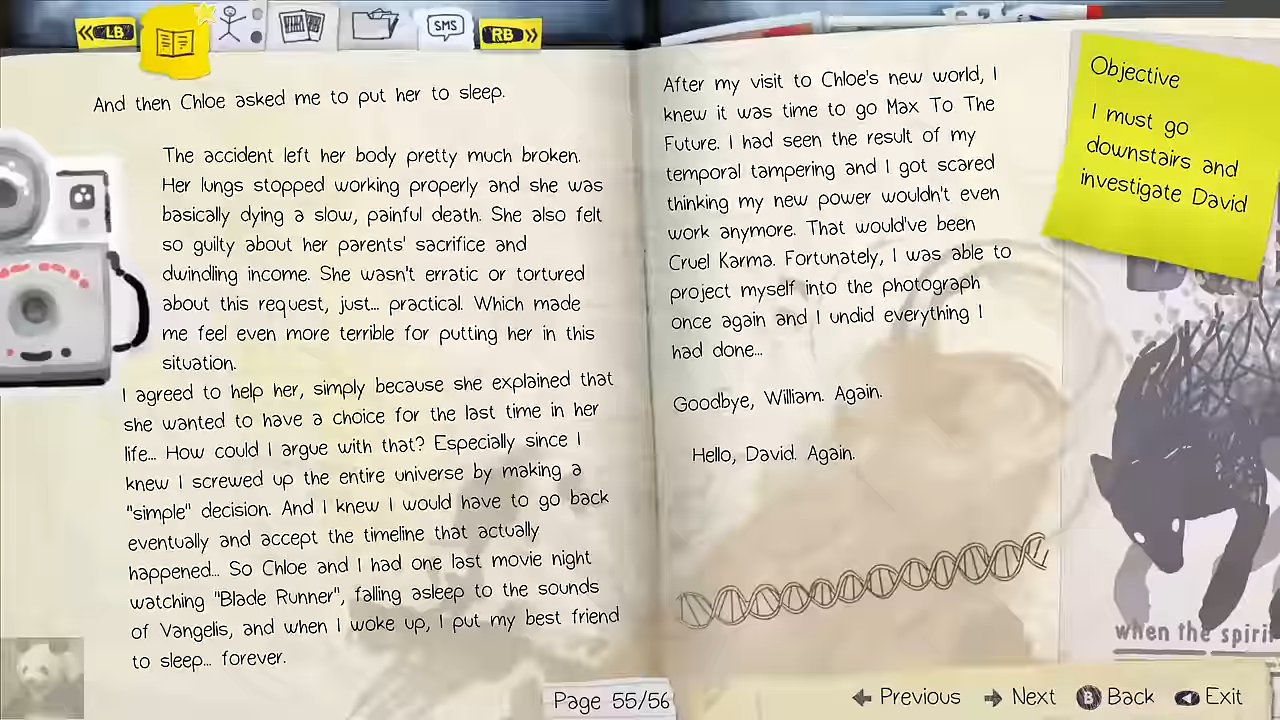 LB
SMS
RB
And then Chloe asked me to put her to sleep.
The accident left her body pretty much broken.
Her lungs stopped working properly and she was
basically dying a slow, painful death. She also felt
so guilty about her parents' sacrifice and
dwindling income. She wasn't erratic or tortured
about this request, just... practical. Which made
me feel even more terrible for putting her in this
situation.
I agreed to help her, simply because she explained that
she wanted to have a choice for the last time in her
life... How could I argue with that? Especially since I
knew I screwed up the entire universe by making a
"simple" decision. And I knew I would have to go back
eventually and accept the timeline that actually
happened... So Chloe and I had one last movie night
watching "Blade Runner", falling asleep to the sounds
of Vangelis, and when I woke up, I put my best friend
to sleep... forever.
After my visit to Chloe's new world, I
knew it was time to go Max To The
Future. I had seen the result of my
temporal tampering and I got scared
thinking my new power wouldn't even
work anymore. That would've been
Cruel Karma. Fortunately, I was able to
project myself into the photograph
once again and I undid everything I
had done...
Goodbye, William. Again.
Hello, David. Again.
Objective
I must go
downstairs and
investigate David
when the spiri
Page 55/56
Previous
Next
B Back
Exit